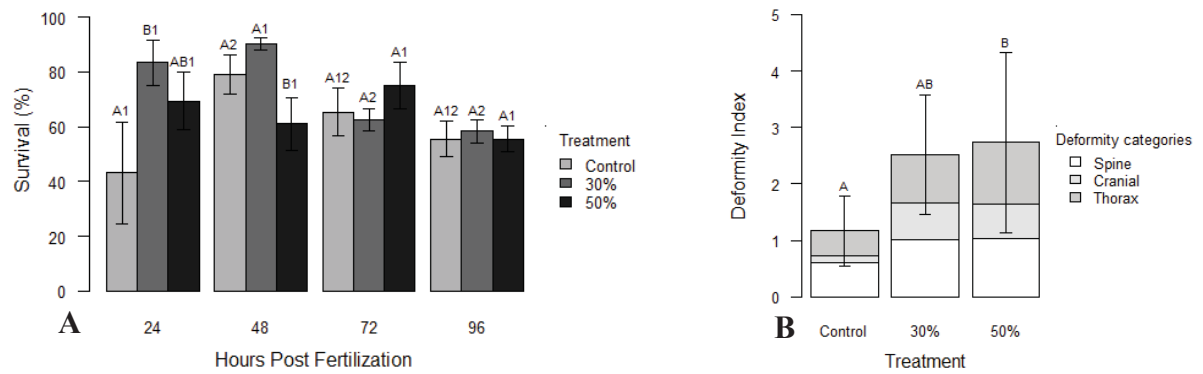 Survival (%)
100
80
60
40
20
0
A1
B1
AB1
A2
A1
B1
A12
A2
A1
A12
A2
A1
24
48
72
96
Hours Post Fertilization
A
Treatment
Control
30%
50%
Deformity Index
5
4
3
2
1
0
A
AB
B
Control
30%
50%
Treatment
B
Deformity categories
Spine
Cranial
Thorax